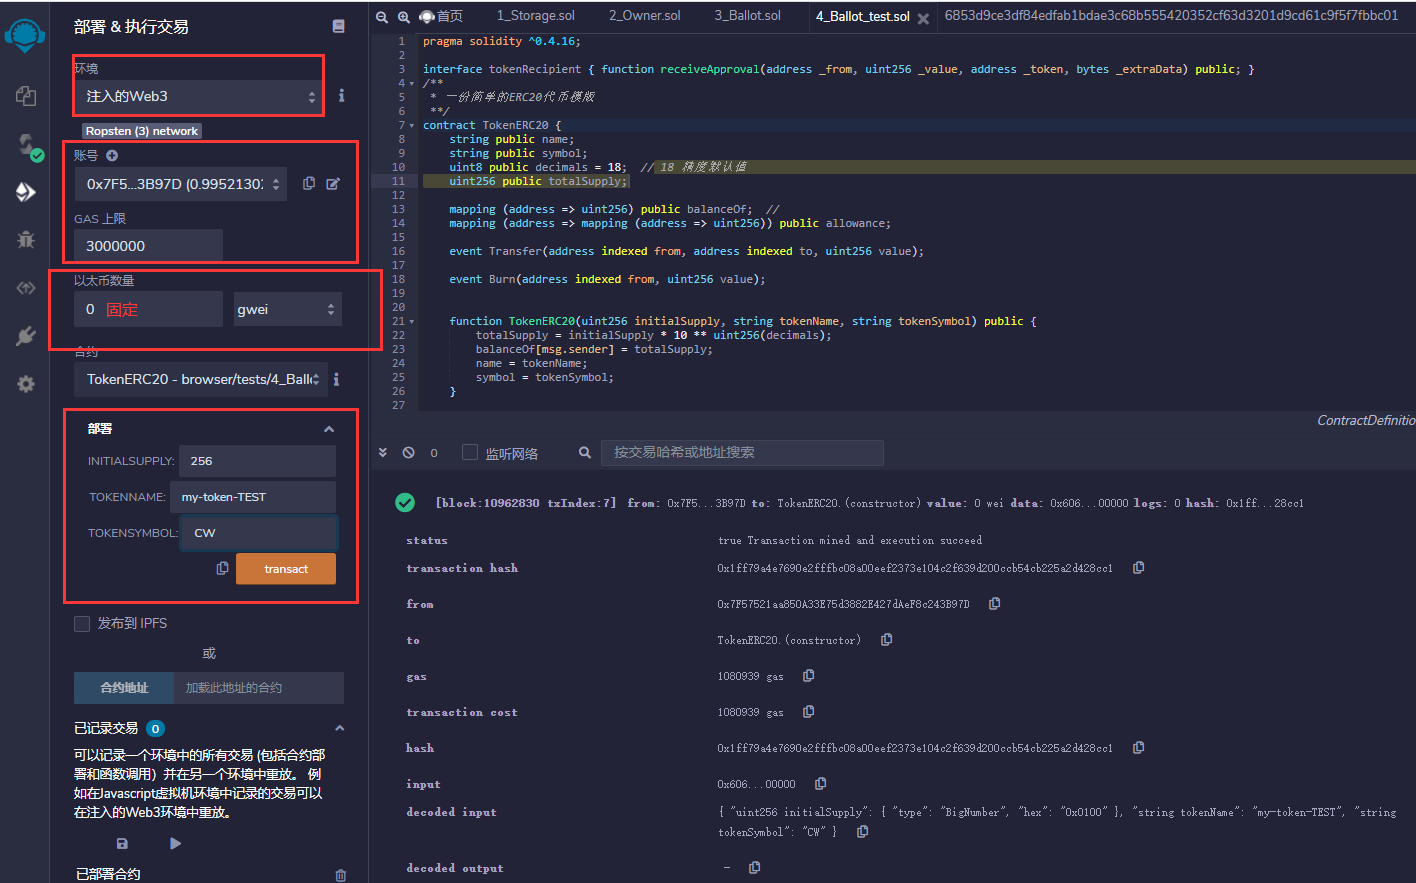 部署 & 执行交易
环境
注入的Web3
Ropsten (3) network
账号
0x7F5...3B97D (0.9952130
GAS 上限
3000000
以太币数量
0 固定
gwei
合约
TokenERC20 - browser/tests/4_Ball
部署
INITIALSUPPLY: 256
TOKENNAME: my-token-TEST
TOKENSYMBOL: CW
transact
发布到 IPFS
或
合约地址 加载此地址的合约
已记录交易 0
可以记录一个环境中的所有交易 (包括合约部
署和函数调用）并在另一个环境中重放。 例
如在Javascript虚拟机环境中记录的交易可以
在注入的Web3环境中重放。
已部署合约
首页 1_Storage.sol 2_Owner.sol 3_Ballot.sol 4_Ballot_test.sol 6853d9ce3df84edfab1bdae3c68b555420352cf63d3201d9cd61c9f5f7fbbc01
1 pragma solidity ^0.4.16;
2
3 interface tokenRecipient { function receiveApproval(address _from, uint256 _value, address _token, bytes _extraData) public; }
4 /**
5 * 一份简单的ERC20代币模版
6 **/
7 contract TokenERC20 {
8 string public name;
9 string public symbol;
10 uint8 public decimals = 18; // 18 精度默认值
11 uint256 public totalSupply;
12
13 mapping (address => uint256) public balanceOf; //
14 mapping (address => mapping (address => uint256)) public allowance;
15
16 event Transfer(address indexed from, address indexed to, uint256 value);
17
18 event Burn(address indexed from, uint256 value);
19
20
21 function TokenERC20(uint256 initialSupply, string tokenName, string tokenSymbol) public {
22 totalSupply = initialSupply * 10 ** uint256(decimals);
23 balanceOf[msg.sender] = totalSupply;
24 name = tokenName;
25 symbol = tokenSymbol;
26 }
27
ContractDefinitio
0 监听网络 按交易哈希或地址搜索
[block:10962830 txIndex:7] from: 0x7F5...3B97D to: TokenERC20.(constructor) value: 0 wei data: 0x606...00000 logs: 0 hash: 0x1ff...28cc1
status true Transaction mined and execution succeed
transaction hash 0x1ff79a4e7690e2fffbc08a00eef2373e104c2f639d200ccb54cb225a2d428cc1
from 0x7F57521aa850A33E75d3882E427dAeF8c243B97D
to TokenERC20.(constructor)
gas 1080939 gas
transaction cost 1080939 gas
hash 0x1ff79a4e7690e2fffbc08a00eef2373e104c2f639d200ccb54cb225a2d428cc1
input 0x606...00000
decoded input { "uint256 initialSupply": { "type": "BigNumber", "hex": "0x0100" }, "string tokenName": "my-token-TEST", "string
tokenSymbol": "CW" }
decoded output -